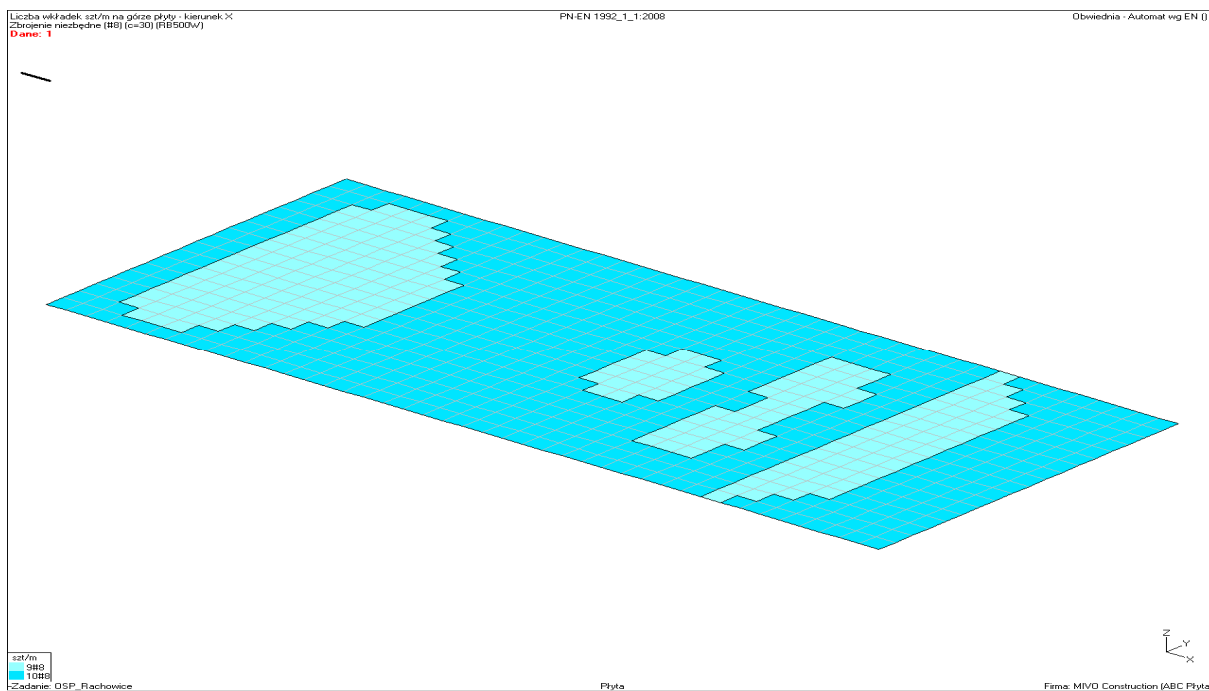 Liczba wkładek szt/m na górze płyty - kierunek X
PN-EN 1992_1_1:2008
Obwiednia - Automat wg EN ()
Zbrojenie niezbędne (#8) (c=30) (RB500W)
Dane: 1
Z
Y
X
szt/m
9#8
10#8
Zadanie: OSP_Rachowice
Płyta
Firma: MIVO Construction (ABC Płyta